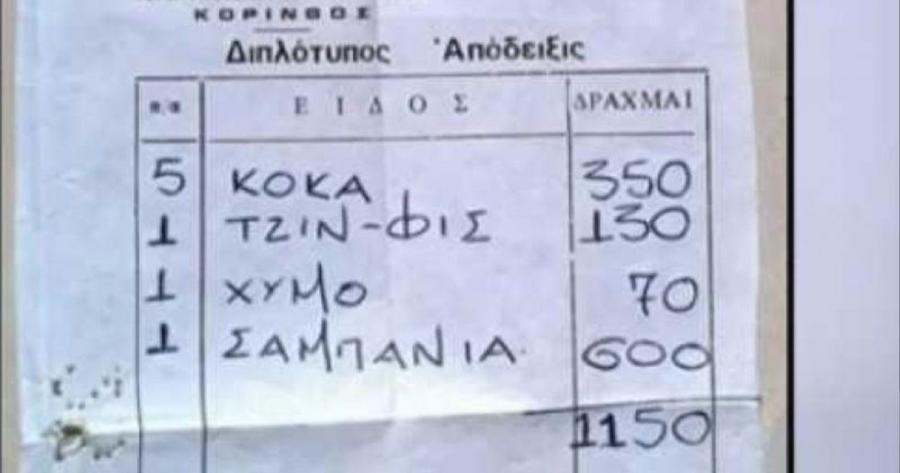 ΚΟΡΙΝΘΟΣ
Διπλότυπος Ἀπόδειξις
ΕΙΔΟΣ ΔΡΑΧΜΑΙ
5 ΚΟΚΑ 350
1 ΤΖΙΝ-ΦΙΣ 130
1 ΧΥΜΟ 70
1 ΣΑΜΠΑΝΙΑ 600
1150